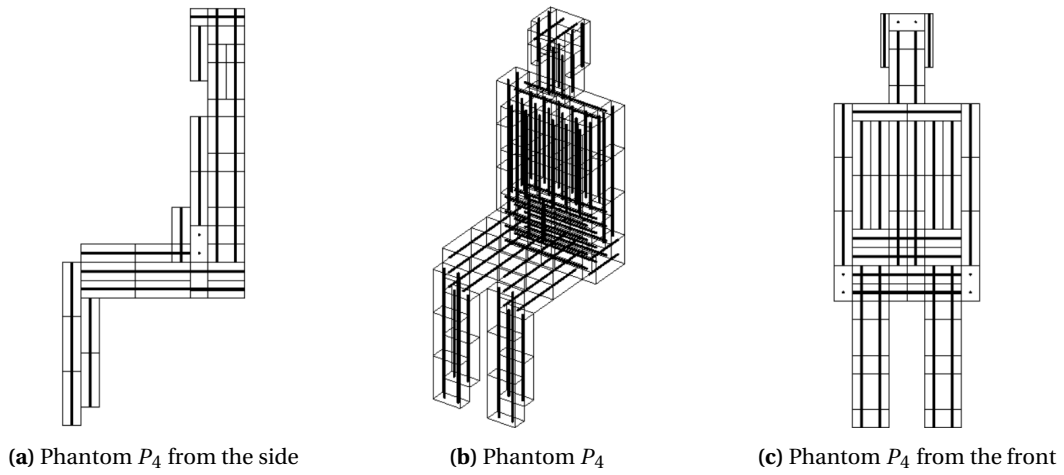 (a) Phantom P₄ from the side
(b) Phantom P₄
(c) Phantom P₄ from the front